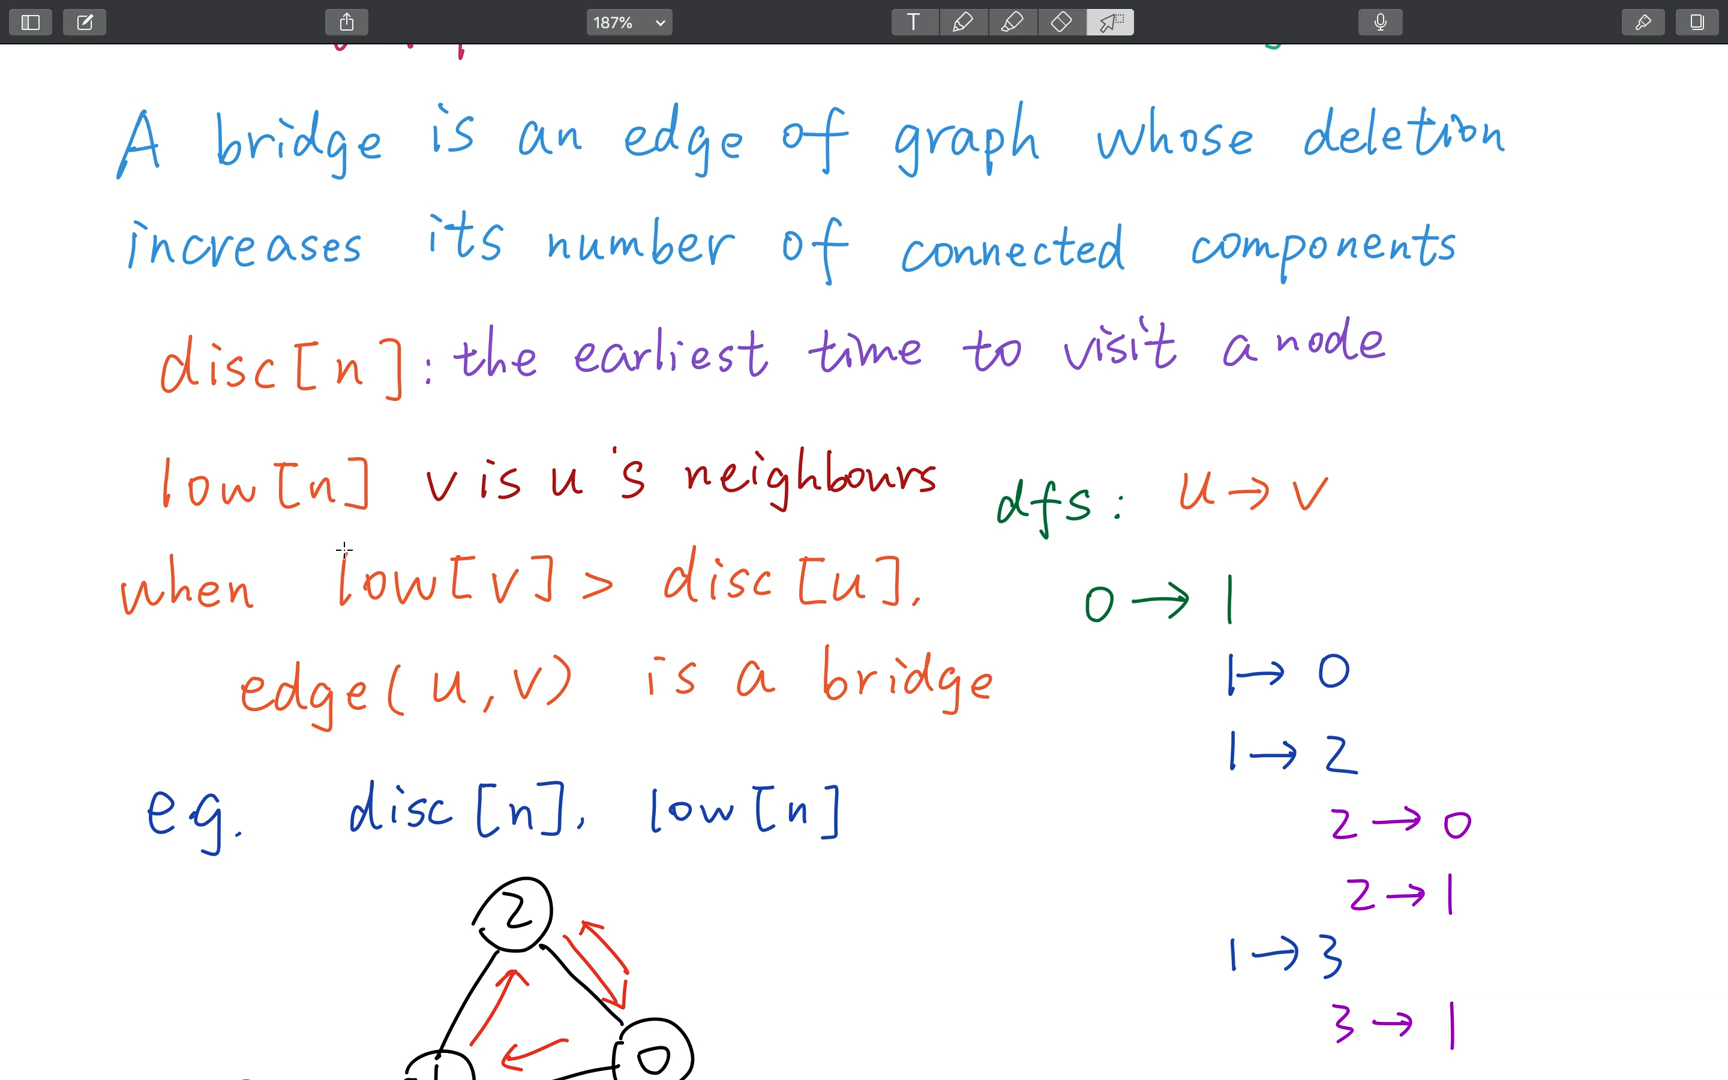 187%
T
A bridge is an edge of graph whose deletion
increases its number of connected components
disc[n]: the earliest time to visit a node
low[n] v is u's neighbours
when low[v] > disc[u],
edge(u,v) is a bridge
e.g. disc[n], low[n]
dfs: u → v
0 → 1
1 → 0
1 → 2
2 → 0
2 → 1
1 → 3
3 → 1
2
1
0